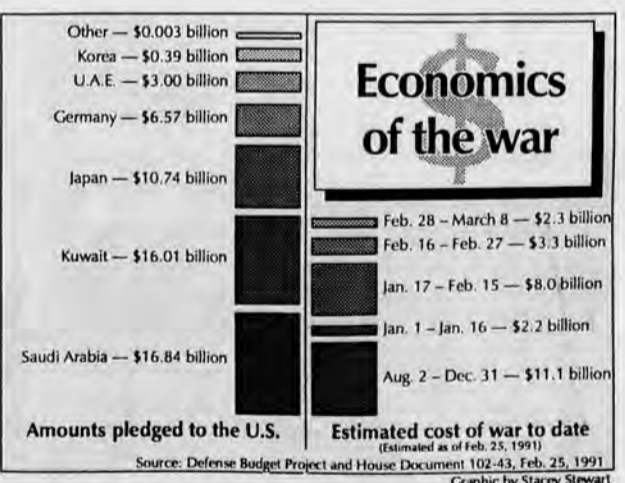 Other — $0.003 billion
Korea — $0.39 billion
U.A.E. — $3.00 billion
Germany — $6.57 billion
Japan — $10.74 billion
Kuwait — $16.01 billion
Saudi Arabia — $16.84 billion
Amounts pledged to the U.S.
$
Economics
of the war
Feb. 28 – March 8 — $2.3 billion
Feb. 16 – Feb. 27 — $3.3 billion
Jan. 17 – Feb. 15 — $8.0 billion
Jan. 1 – Jan. 16 — $2.2 billion
Aug. 2 – Dec. 31 — $11.1 billion
Estimated cost of war to date
(Estimated as of Feb. 25, 1991)
Source: Defense Budget Project and House Document 102-43, Feb. 25, 1991
Graphic by Stacey Stewart